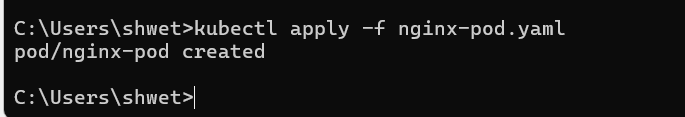 C:\Users\shwet>kubectl apply -f nginx-pod.yaml
pod/nginx-pod created
C:\Users\shwet>